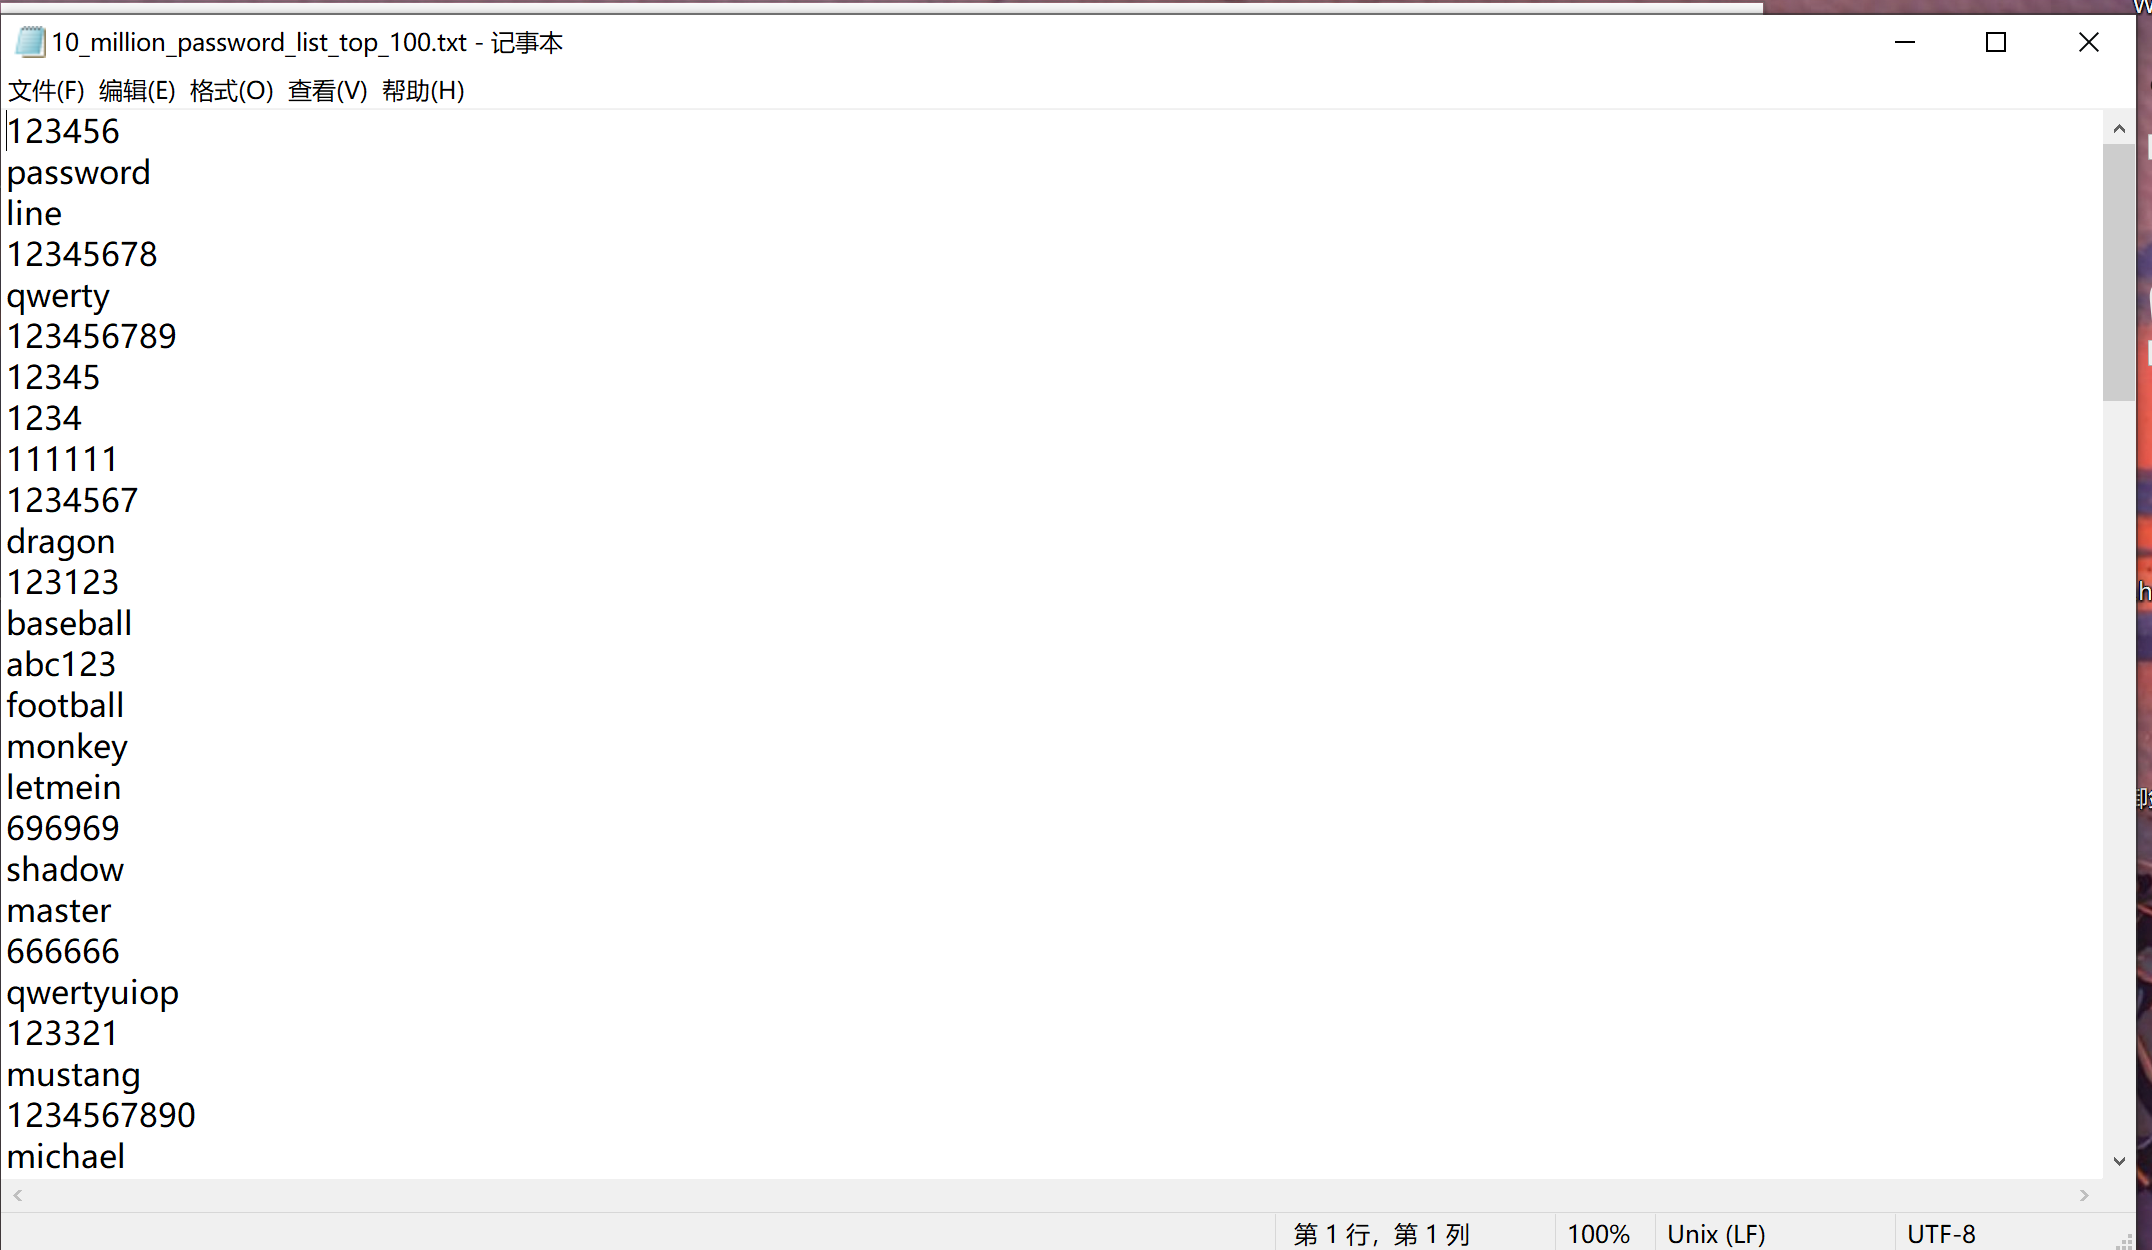 10_million_password_list_top_100.txt - 记事本
文件(F) 编辑(E) 格式(O) 查看(V) 帮助(H)
123456
password
line
12345678
qwerty
123456789
12345
1234
111111
1234567
dragon
123123
baseball
abc123
football
monkey
letmein
696969
shadow
master
666666
qwertyuiop
123321
mustang
1234567890
michael
第 1 行，第 1 列 100% Unix (LF) UTF-8